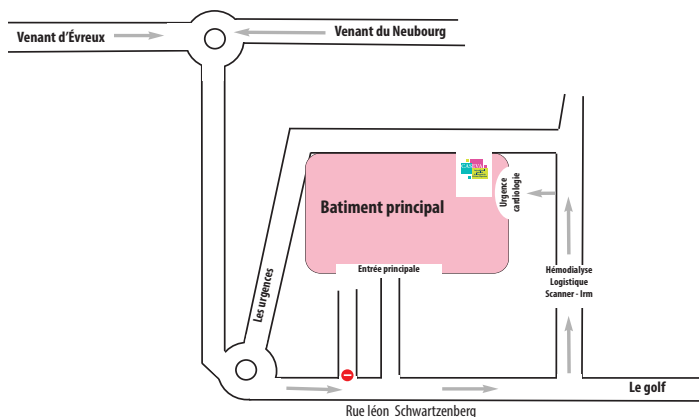 Venant d'Évreux
Venant du Neubourg
Urgence
cardiologie
Batiment principal
Entrée principale
Les urgences
Hémodialyse
Logistique
Scanner - Irm
Le golf
Rue léon Schwartzenberg